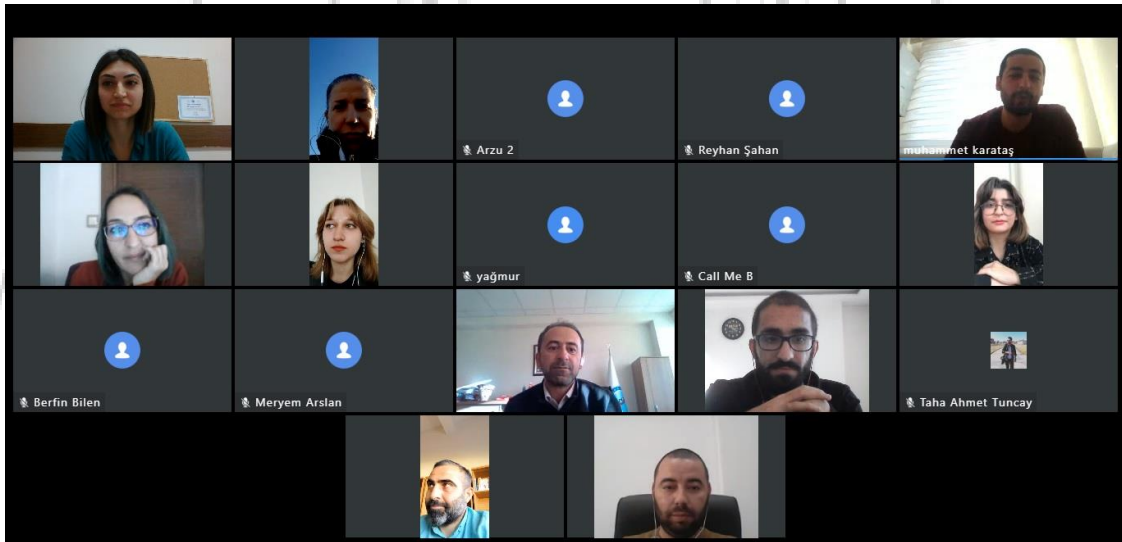 Arzu 2
Reyhan Şahan
muhammet karataş
yağmur
Call Me B
Berfin Bilen
Meryem Arslan
Taha Ahmet Tuncay